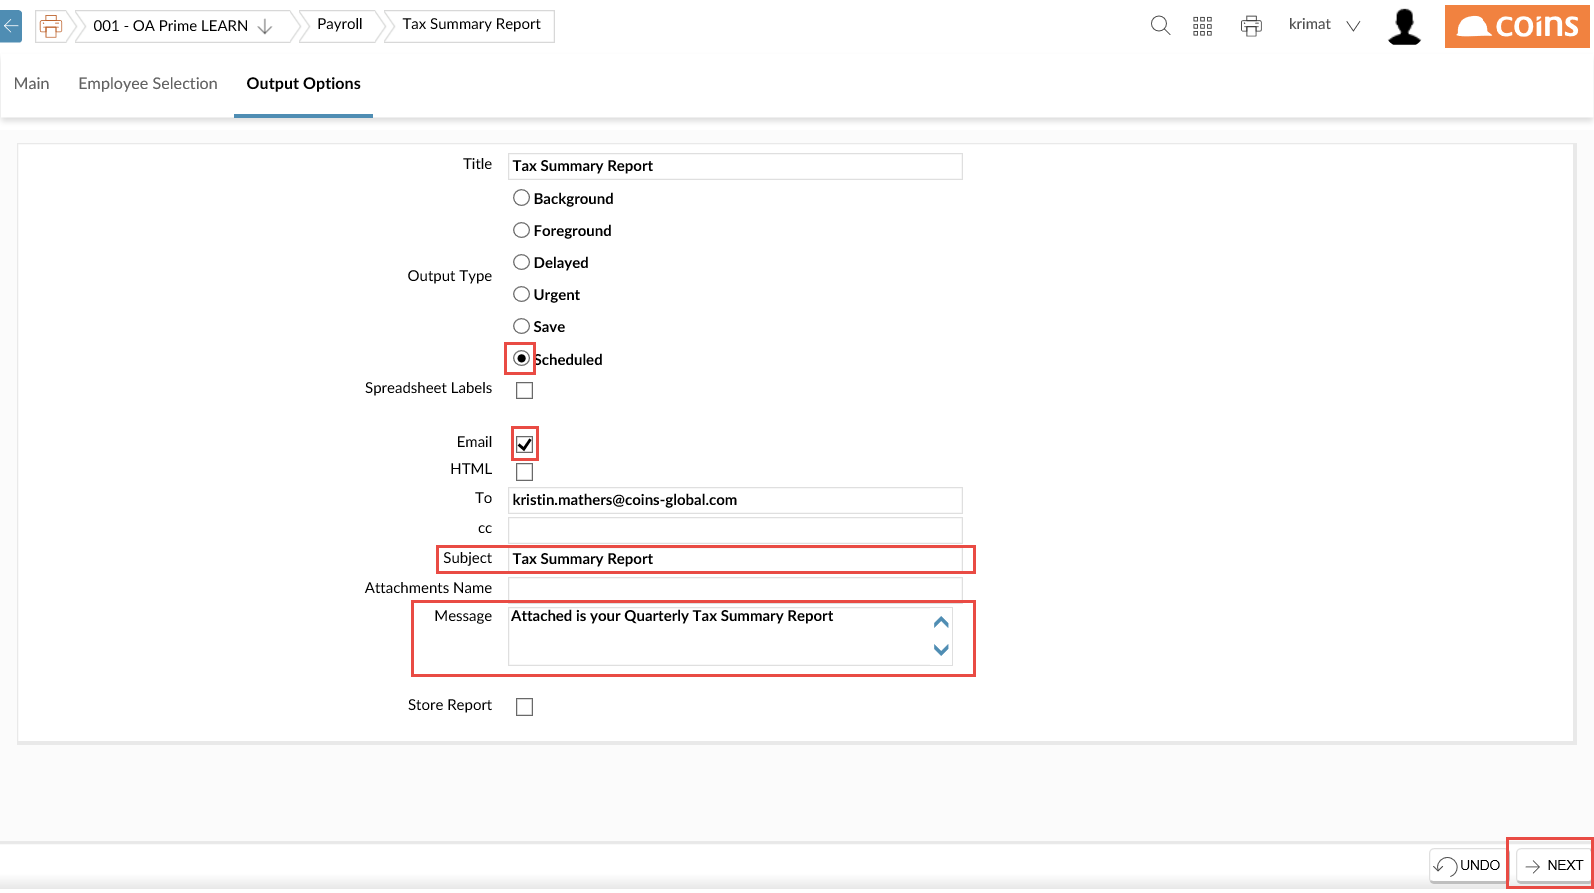 001 - OA Prime LEARN
Payroll
Tax Summary Report
krimat
coins
Main
Employee Selection
Output Options
Title
Tax Summary Report
Background
Foreground
Delayed
Output Type
Urgent
Save
Scheduled
Spreadsheet Labels
Email
HTML
To
kristin.mathers@coins-global.com
cc
Subject
Tax Summary Report
Attachments Name
Message
Attached is your Quarterly Tax Summary Report
Store Report
UNDO
NEXT